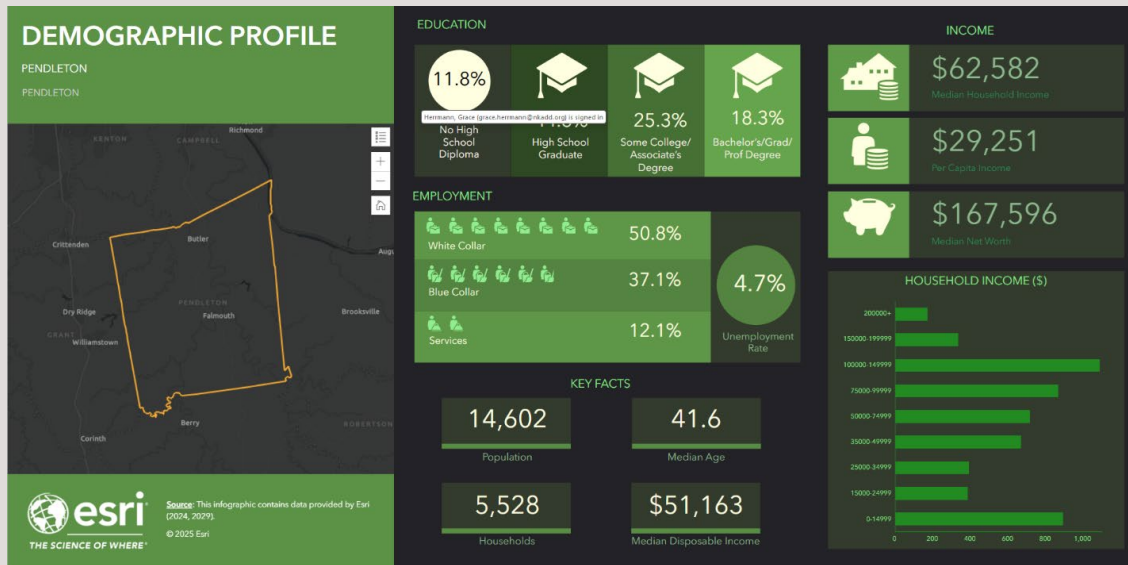 DEMOGRAPHIC PROFILE
PENDLETON
PENDLETON
KENTON
CAMPBELL
Richmond
Crittenden
Butler
Augu
PENDLETON
Dry Ridge
Falmouth
Brooksville
GRANT
Williamstown
Berry
ROBERTSON
Corinth
esri
THE SCIENCE OF WHERE®
Source: This infographic contains data provided by Esri
(2024, 2029).
© 2025 Esri
EDUCATION
11.8%
Herrmann, Grace (grace.herrmann@nkadd.org) is signed in
No High
School
Diploma
High School
Graduate
25.3%
Some College/
Associate's
Degree
18.3%
Bachelor's/Grad/
Prof Degree
EMPLOYMENT
White Collar
50.8%
Blue Collar
37.1%
Services
12.1%
4.7%
Unemployment
Rate
KEY FACTS
14,602
Population
41.6
Median Age
5,528
Households
$51,163
Median Disposable Income
INCOME
$62,582
Median Household Income
$29,251
Per Capita Income
$167,596
Median Net Worth
HOUSEHOLD INCOME ($)
200000+
150000-199999
100000-149999
75000-99999
50000-74999
35000-49999
25000-34999
15000-24999
0-14999
0 200 400 600 800 1,000